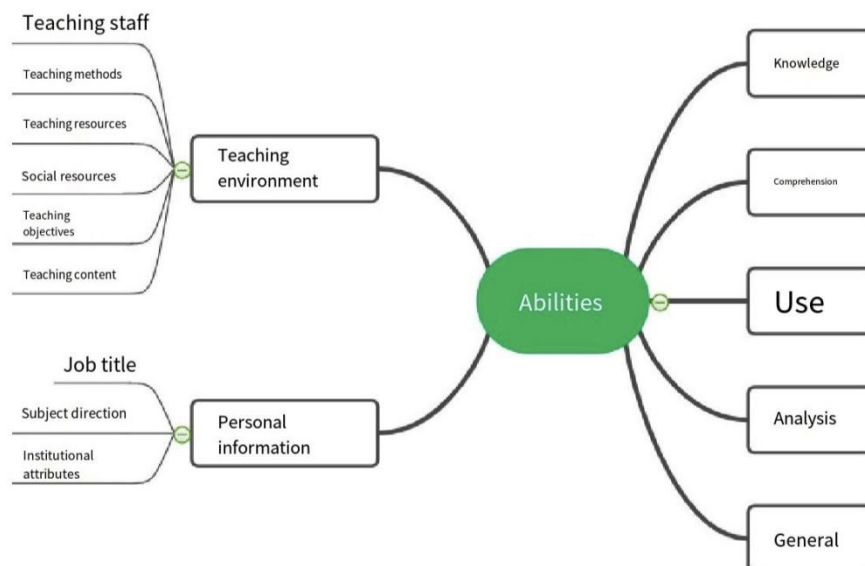 Teaching staff
Teaching methods
Teaching resources
Social resources
Teaching
objectives
Teaching content
Teaching
environment
Job title
Subject direction
Institutional
attributes
Personal
information
Abilities
Knowledge
Comprehension
Use
Analysis
General